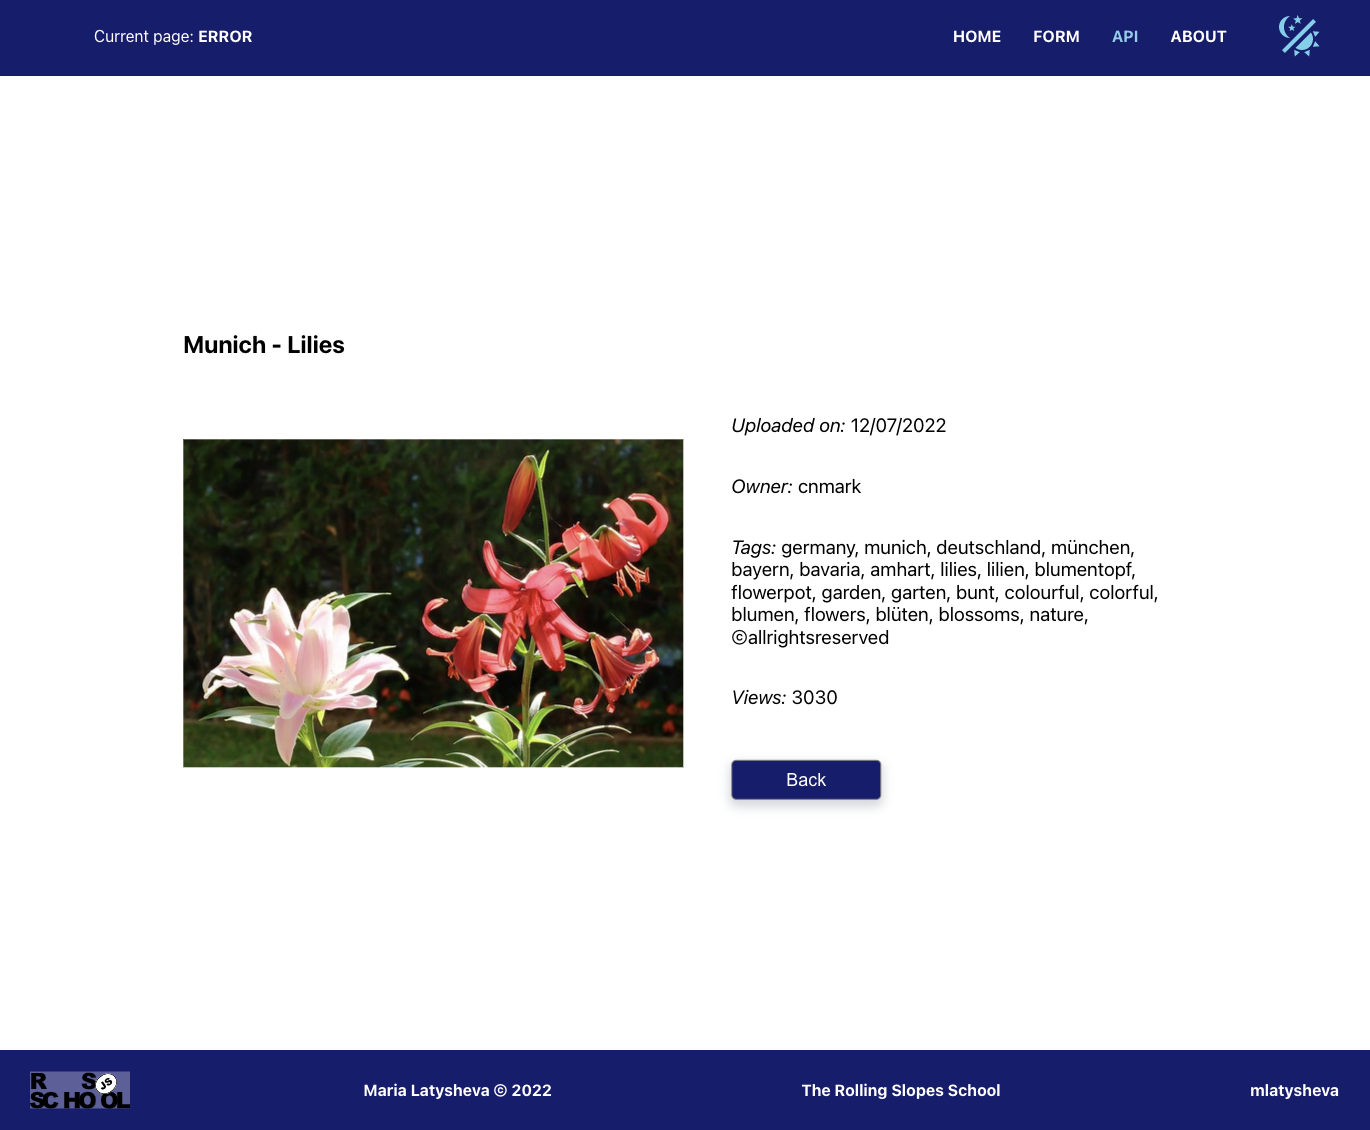 Current page: ERROR
HOME FORM API ABOUT
Munich - Lilies
Uploaded on: 12/07/2022
Owner: cnmark
Tags: germany, munich, deutschland, münchen,
bayern, bavaria, amhart, lilies, lilien, blumentopf,
flowerpot, garden, garten, bunt, colourful, colorful,
blumen, flowers, blüten, blossoms, nature,
©allrightsreserved
Views: 3030
Back
R S JS
SCHOOL
Maria Latysheva © 2022
The Rolling Slopes School
mlatysheva